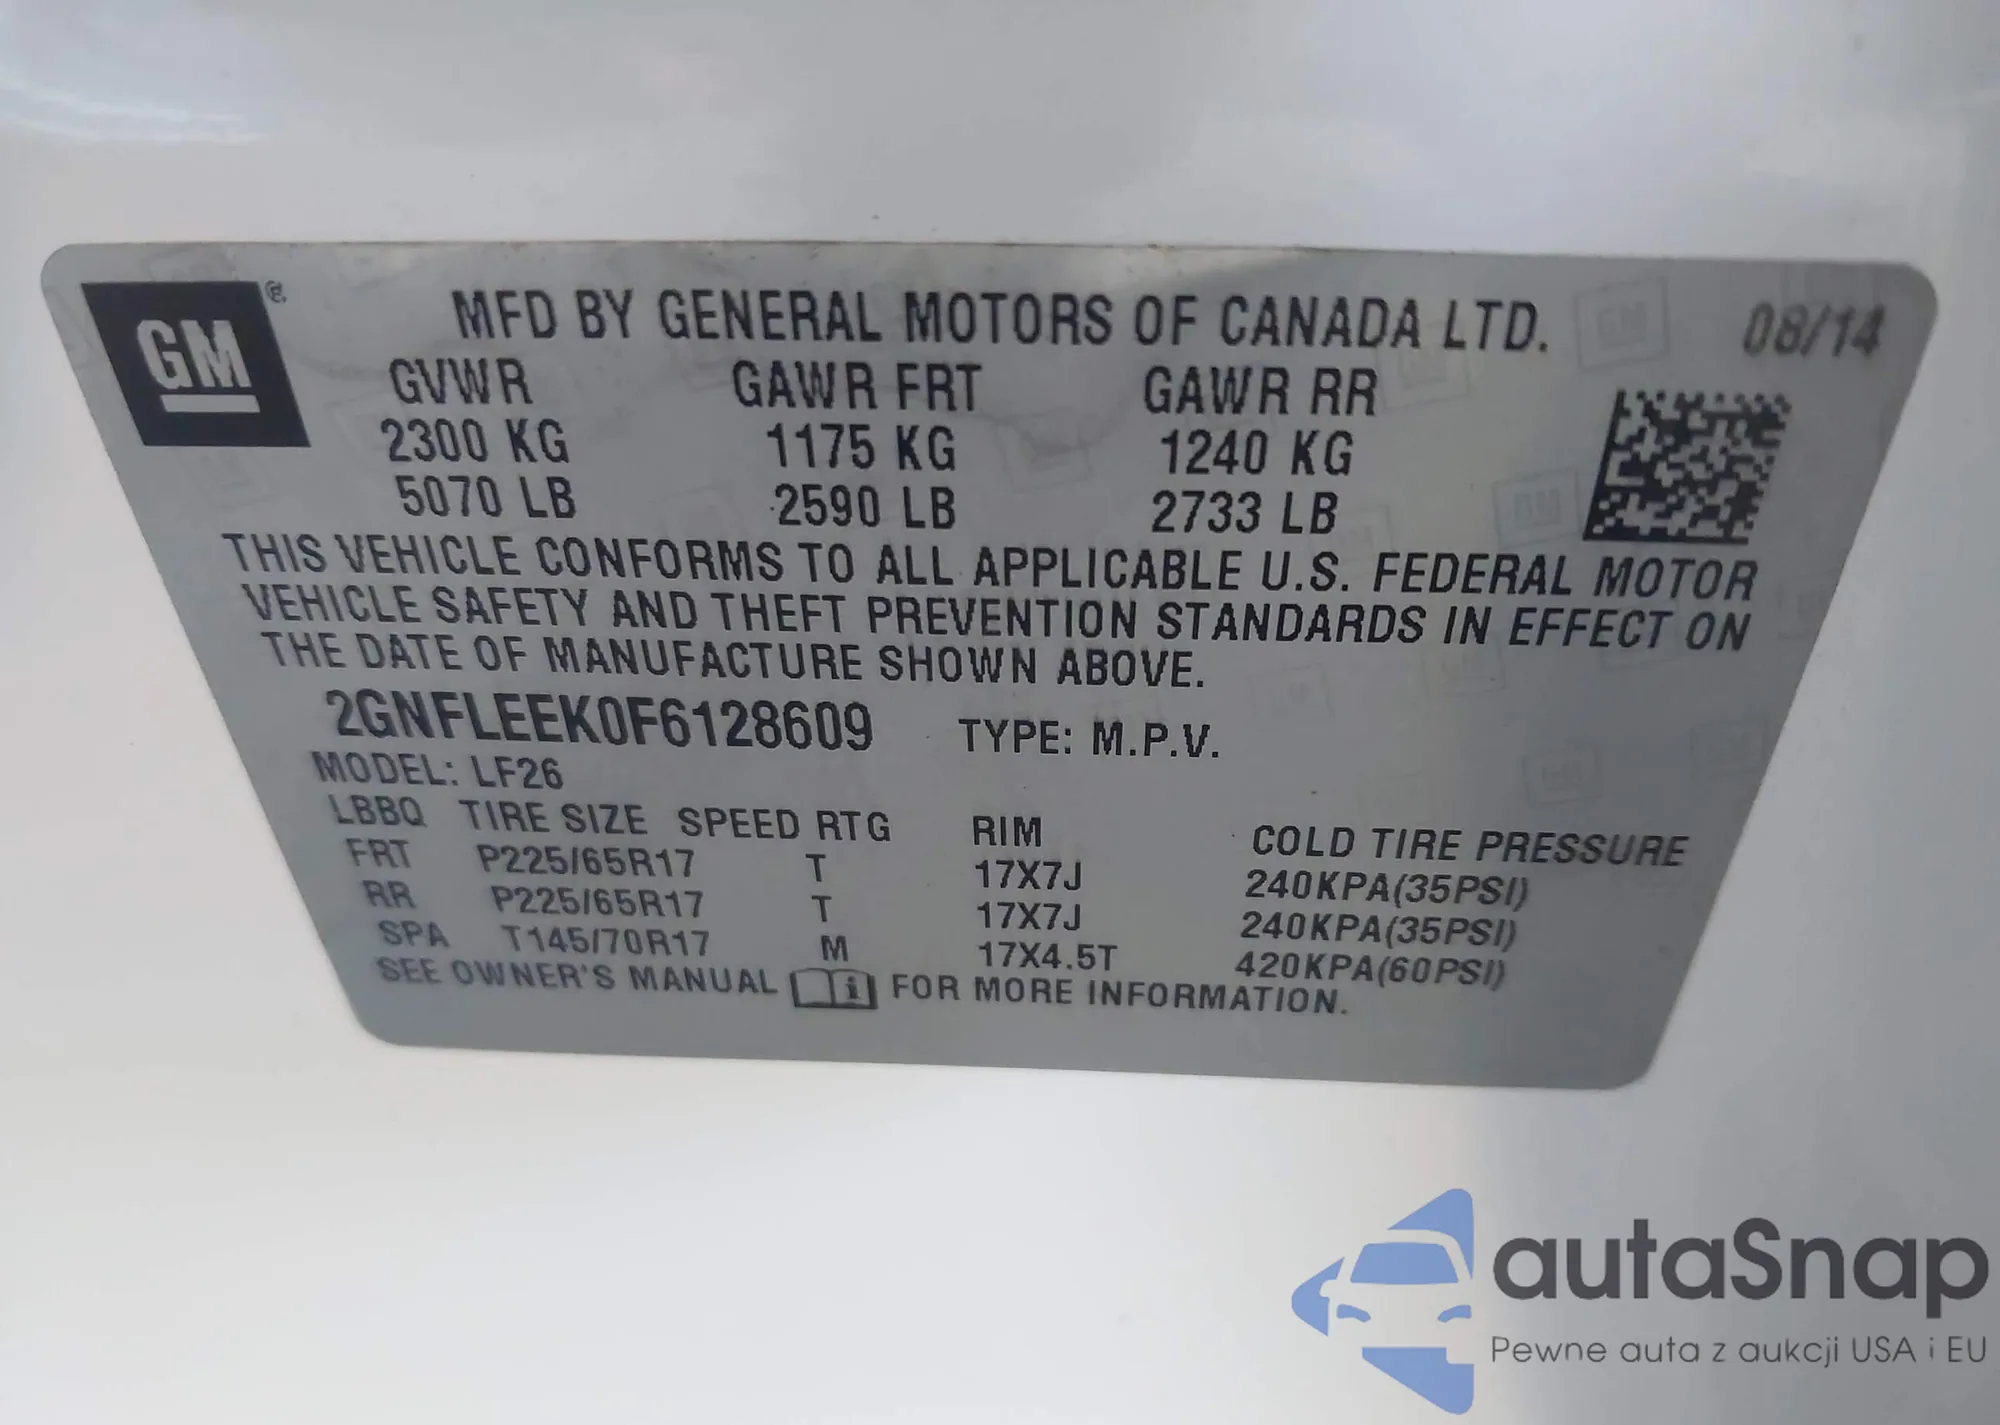 GM
MFD BY GENERAL MOTORS OF CANADA LTD. 08/14
GVWR GAWR FRT GAWR RR
2300 KG 1175 KG 1240 KG
5070 LB 2590 LB 2733 LB
THIS VEHICLE CONFORMS TO ALL APPLICABLE U.S. FEDERAL MOTOR
VEHICLE SAFETY AND THEFT PREVENTION STANDARDS IN EFFECT ON
THE DATE OF MANUFACTURE SHOWN ABOVE.
2GNFLEEK0F6128609 TYPE: M.P.V.
MODEL: LF26
LBBQ TIRE SIZE SPEED RTG RIM COLD TIRE PRESSURE
FRT P225/65R17 T 17X7J 240KPA(35PSI)
RR P225/65R17 T 17X7J 240KPA(35PSI)
SPA T145/70R17 M 17X4.5T 420KPA(60PSI)
SEE OWNER'S MANUAL i FOR MORE INFORMATION.
autaSnap
Pewne auta z aukcji USA i EU